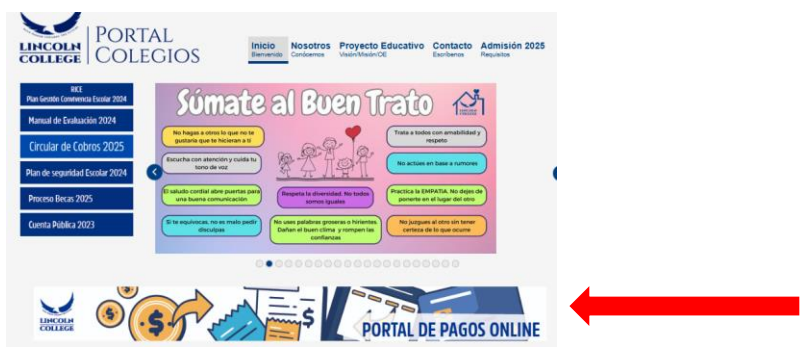 LINCOLN
COLLEGE
PORTAL
COLEGIOS
Inicio
Bienvenido
Nosotros
Conócenos
Proyecto Educativo
Visión/Misión/OE
Contacto
Escríbenos
Admisión 2025
Requisitos
RICE
Plan Gestión Convivencia Escolar 2024
Manual de Evaluación 2024
Circular de Cobros 2025
Plan de seguridad Escolar 2024
Proceso Becas 2025
Cuenta Pública 2023
Súmate al Buen Trato
No hagas a otros lo que no te
gustaría que te hicieran a ti
Trata a todos con amabilidad y
respeto
Escucha con atención y cuida tu
tono de voz
No actúes en base a rumores
El saludo cordial abre puertas para
una buena comunicación
Respeta la diversidad. No todos
somos iguales
Practica la EMPATÍA. No dejes de
ponerte en el lugar del otro
Si te equivocas, no es malo pedir
disculpas
No uses palabras groseras o hirientes.
Dañan el buen clima y rompen las
confianzas
No juzgues al otro sin tener
certeza de lo que ocurre
LINCOLN
COLLEGE
PORTAL DE PAGOS ONLINE